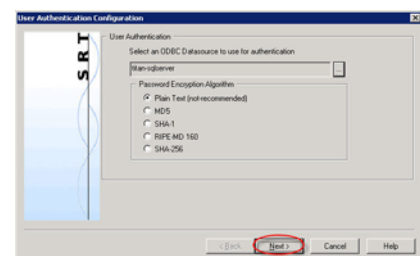 User Authentication Configuration
SRT
User Authentication
Select an ODBC Datasource to use for authentication
titan-sqlserver
...
Password Encryption Algorithm
Plain Text (not recommended)
MD5
SHA-1
RIPE-MD 160
SHA-256
< Back
Next >
Cancel
Help